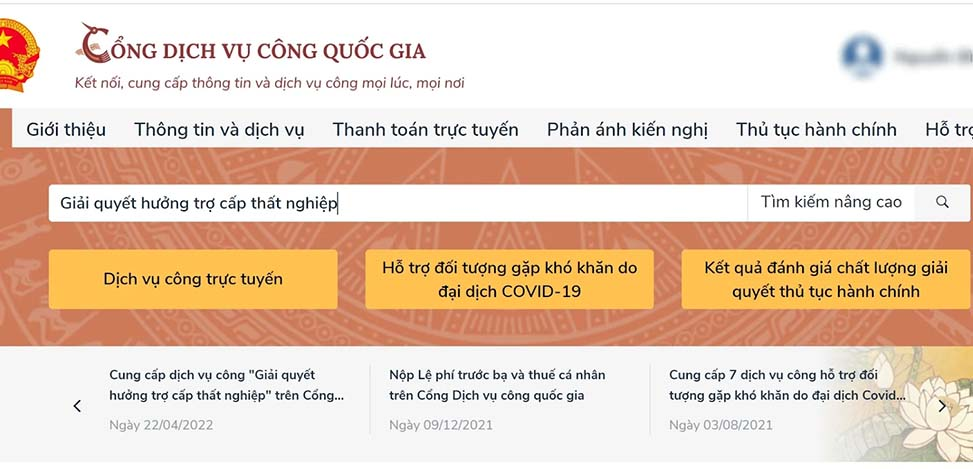 CỔNG DỊCH VỤ CÔNG QUỐC GIA
Kết nối, cung cấp thông tin và dịch vụ công mọi lúc, mọi nơi
Giới thiệu Thông tin và dịch vụ Thanh toán trực tuyến Phản ánh kiến nghị Thủ tục hành chính Hỗ
Giải quyết hưởng trợ cấp thất nghiệp Tìm kiếm nâng cao
Dịch vụ công trực tuyến
Hỗ trợ đối tượng gặp khó khăn do
đại dịch COVID-19
Kết quả đánh giá chất lượng giải
quyết thủ tục hành chính
Cung cấp dịch vụ công "Giải quyết
hưởng trợ cấp thất nghiệp" trên Cổng...
Ngày 22/04/2022
Nộp Lệ phí trước bạ và thuế cá nhân
trên Cổng Dịch vụ công quốc gia
Ngày 09/12/2021
Cung cấp 7 dịch vụ công hỗ trợ đối
tượng gặp khó khăn do đại dịch Covid...
Ngày 03/08/2021